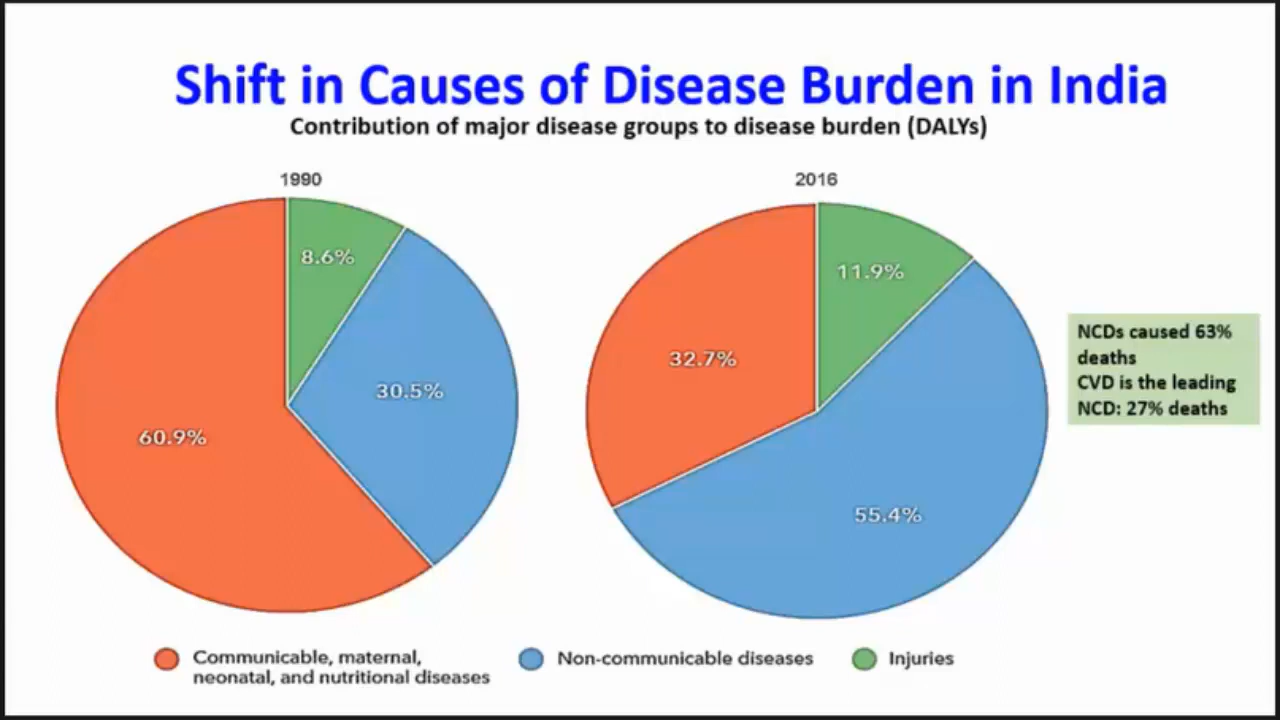 Shift in Causes of Disease Burden in India
Contribution of major disease groups to disease burden (DALYs)
1990
8.6%
30.5%
60.9%
2016
11.9%
32.7%
55.4%
NCDs caused 63%
deaths
CVD is the leading
NCD: 27% deaths
Communicable, maternal,
neonatal, and nutritional diseases
Non-communicable diseases
Injuries